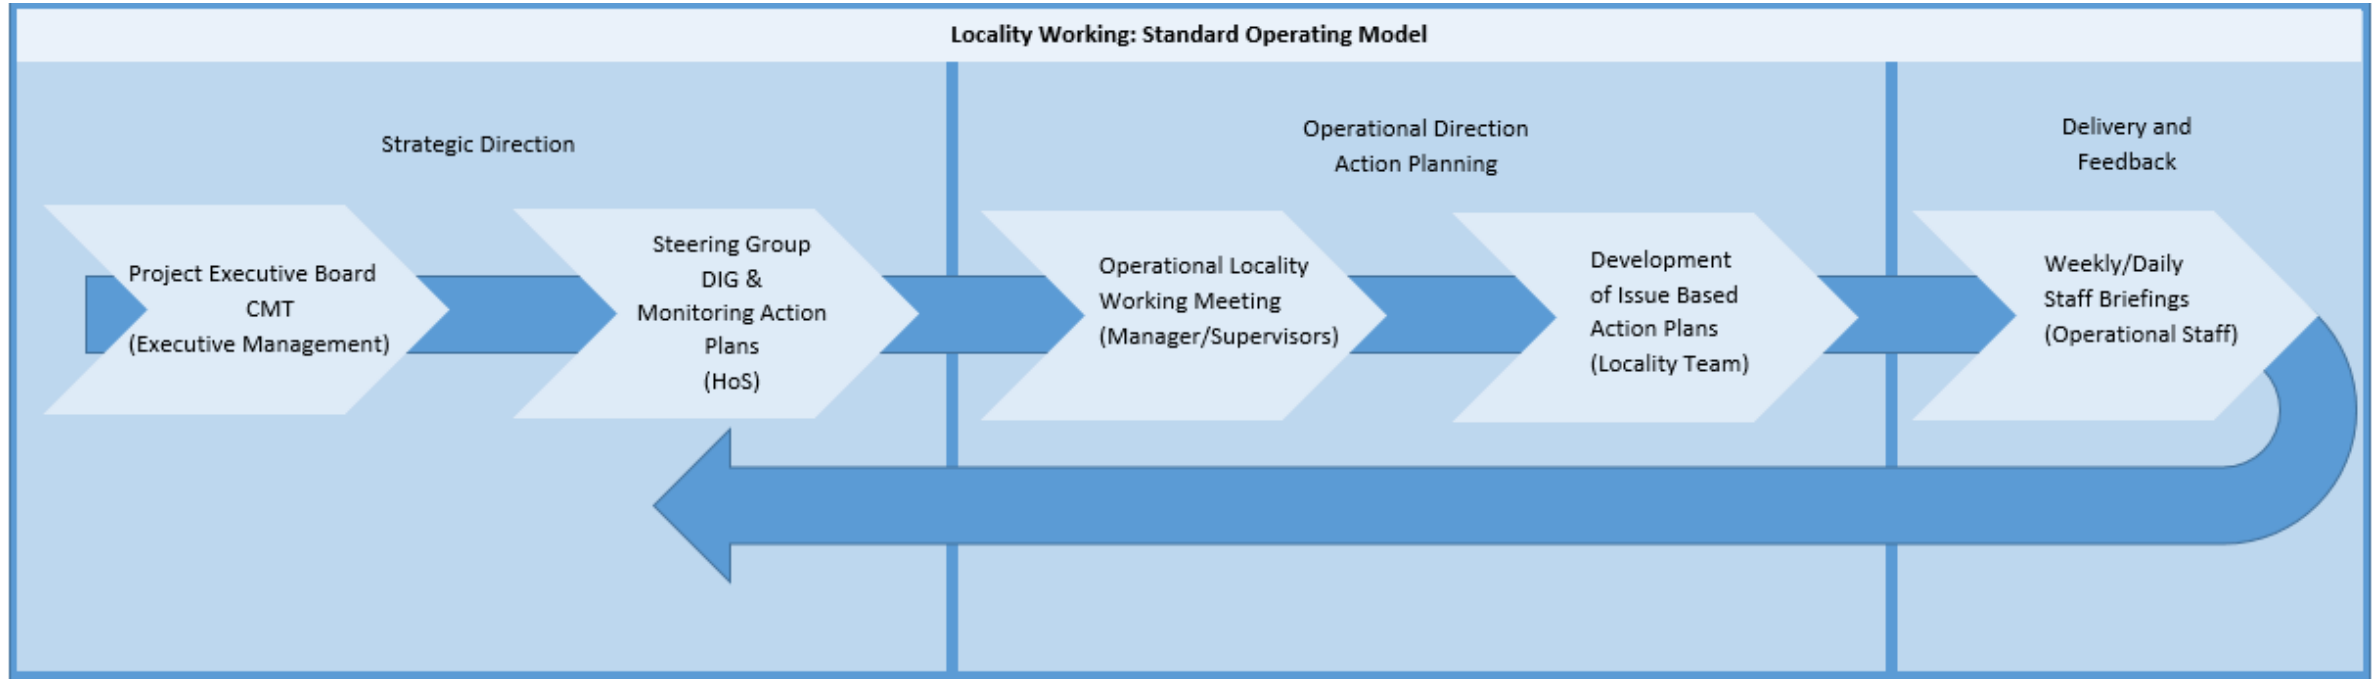 Locality Working: Standard Operating Model
Strategic Direction
Operational Direction
Action Planning
Delivery and
Feedback
Project Executive Board
CMT
(Executive Management)
Steering Group
DIG &
Monitoring Action
Plans
(HoS)
Operational Locality
Working Meeting
(Manager/Supervisors)
Development
of Issue Based
Action Plans
(Locality Team)
Weekly/Daily
Staff Briefings
(Operational Staff)